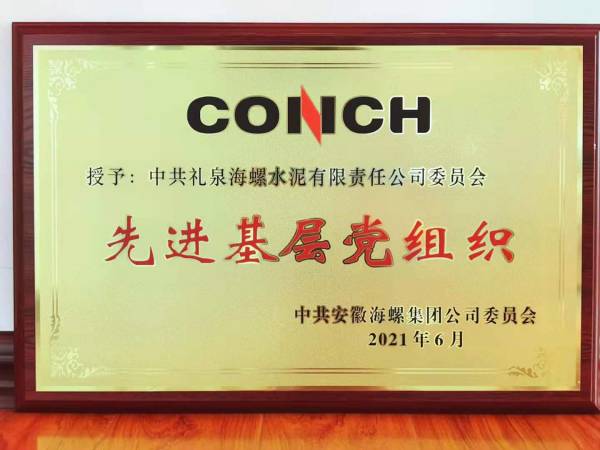 CONCH
授予：中共礼泉海螺水泥有限责任公司委员会
先进基层党组织
中共安徽海螺集团公司委员会
2021年6月